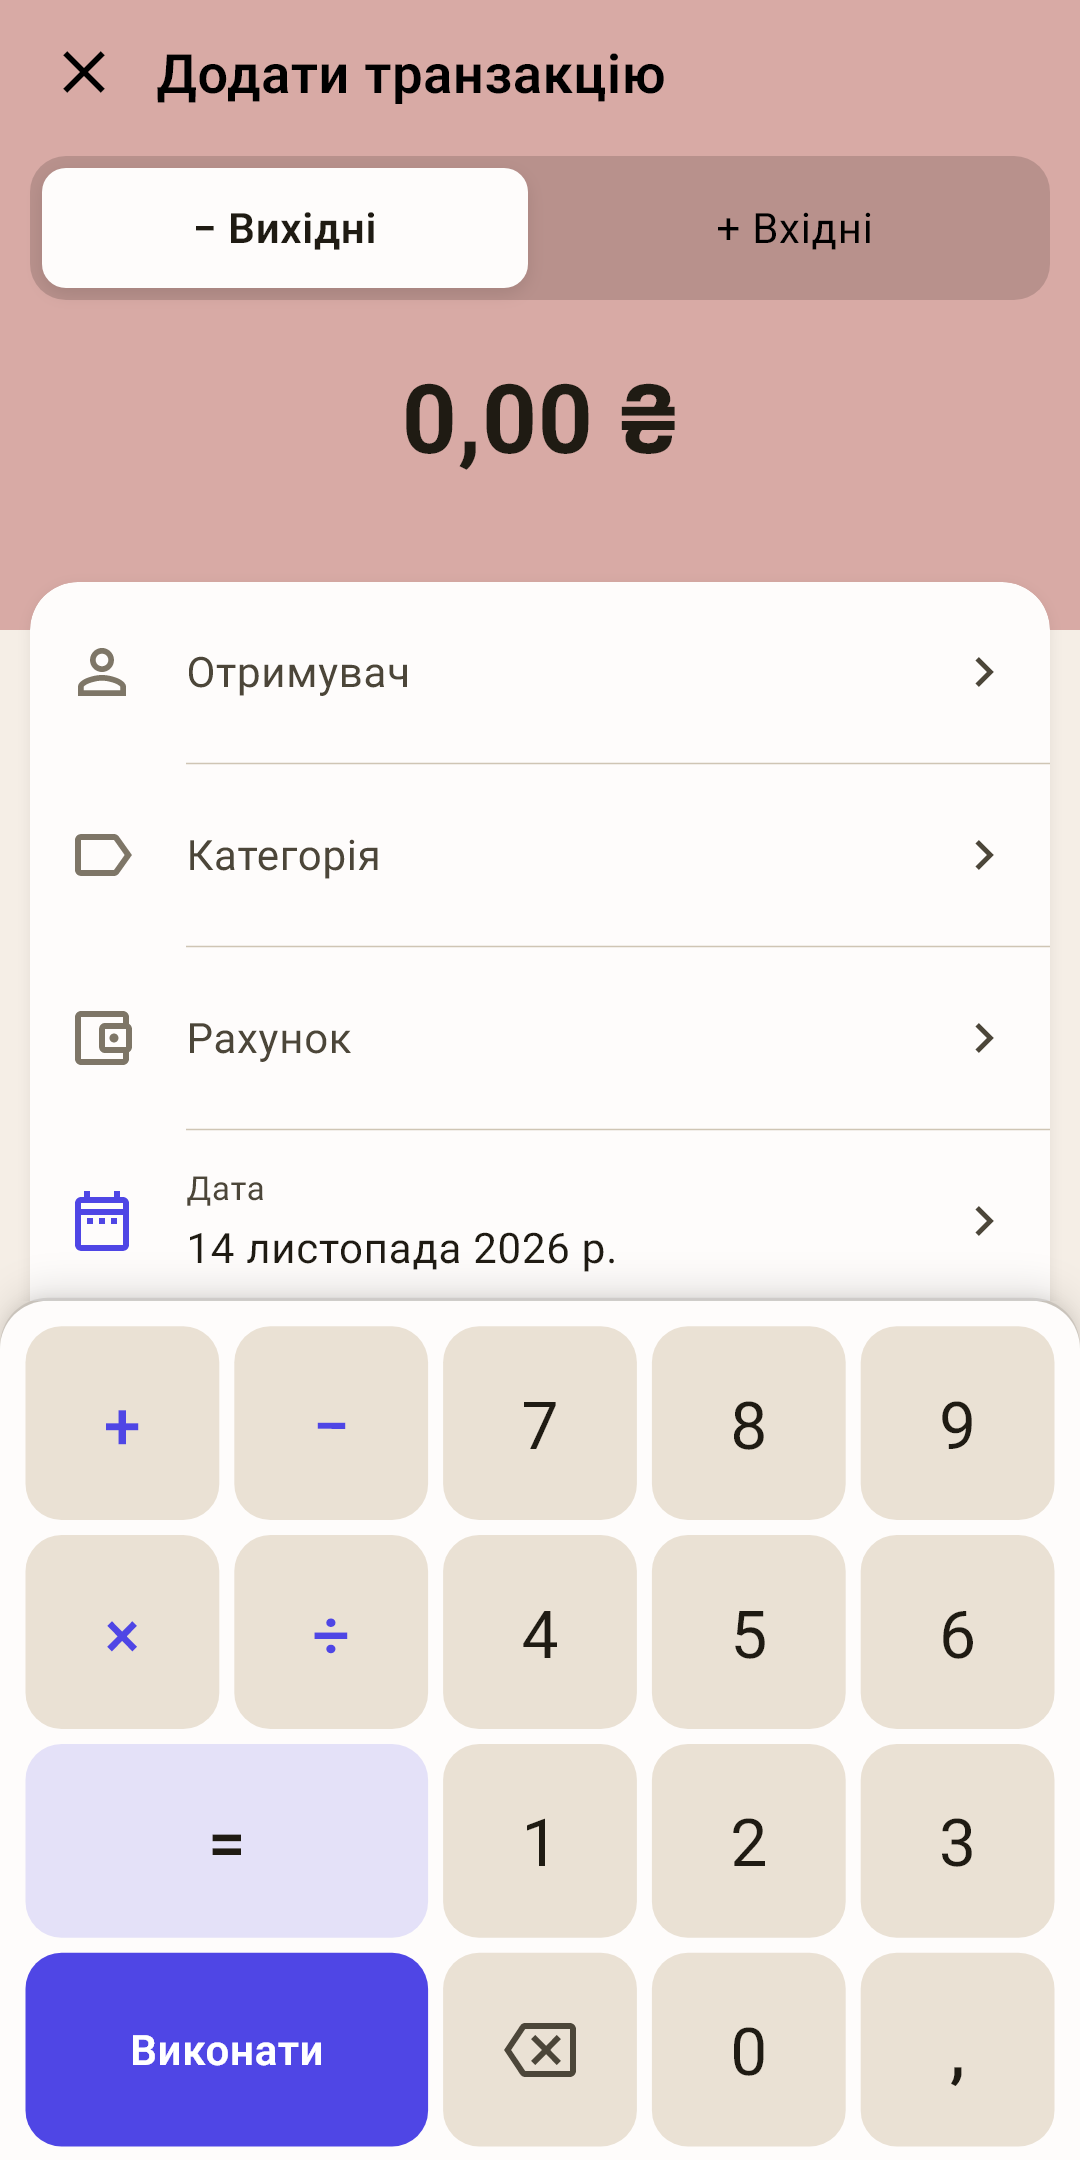 Додати транзакцію
− Вихідні
+ Вхідні
0,00 ₴
Отримувач
Категорія
Рахунок
Дата
14 листопада 2026 р.
+ − 7 8 9
× ÷ 4 5 6
= 1 2 3
Виконати 0 ,